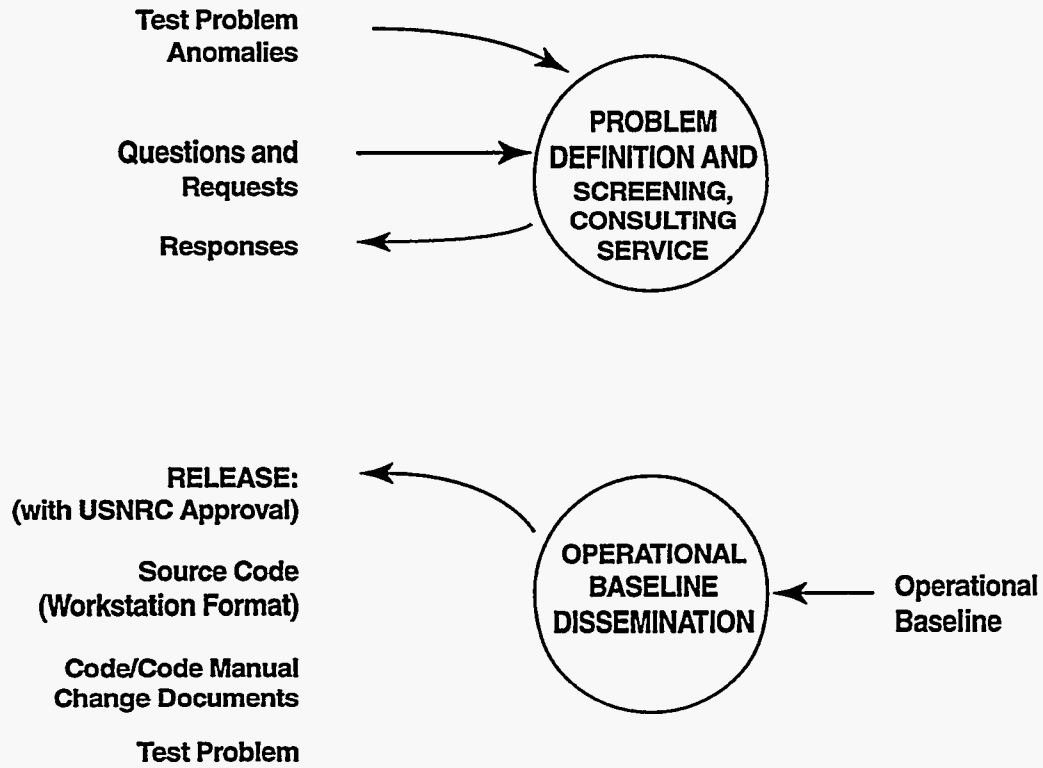 Test Problem
Anomalies
Questions and
Requests
Responses
PROBLEM
DEFINITION AND
SCREENING,
CONSULTING
SERVICE
RELEASE:
(with USNRC Approval)
Source Code
(Workstation Format)
Code/Code Manual
Change Documents
Test Problem
OPERATIONAL
BASELINE
DISSEMINATION
Operational
Baseline